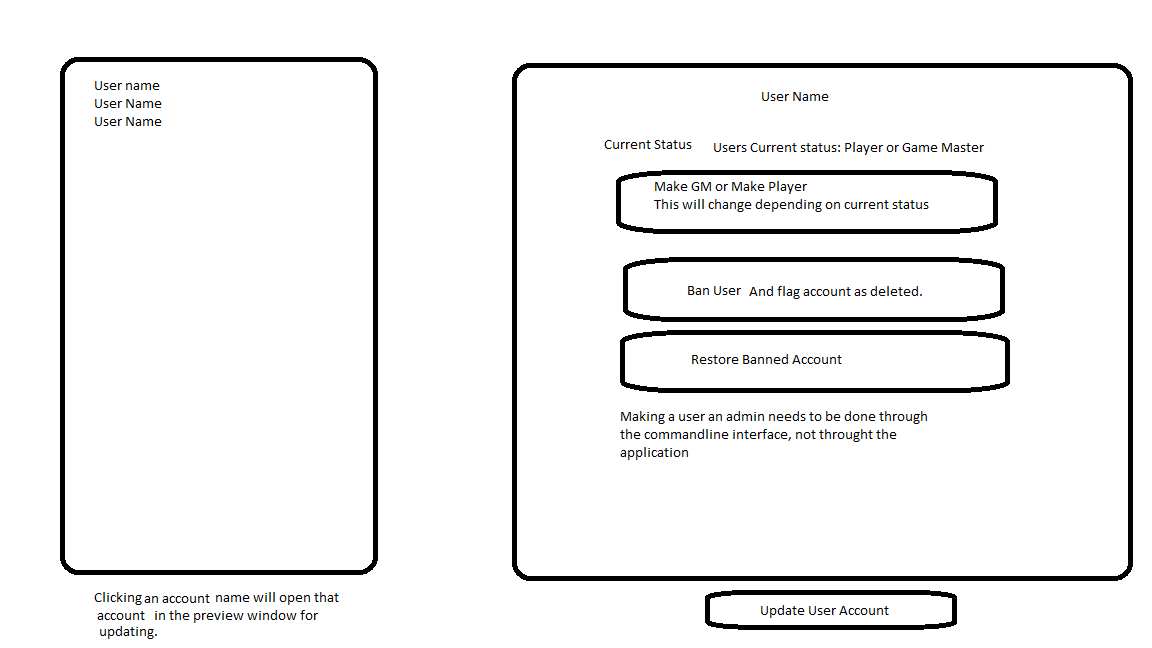 User name
User Name
User Name
Clicking an account name will open that
account in the preview window for
updating.
User Name
Current Status Users Current status: Player or Game Master
Make GM or Make Player
This will change depending on current status
Ban User And flag account as deleted.
Restore Banned Account
Making a user an admin needs to be done through
the commandline interface, not throught the
application
Update User Account